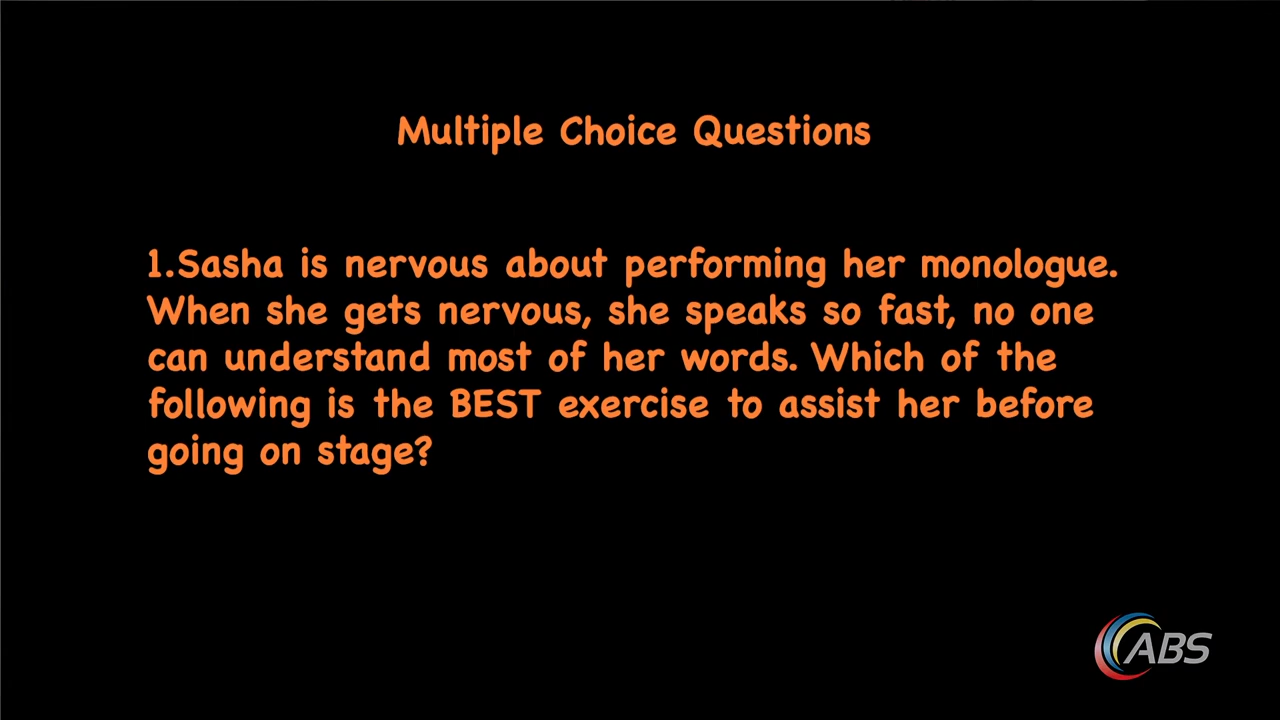 Multiple Choice Questions
1.Sasha is nervous about performing her monologue.
When she gets nervous, she speaks so fast, no one
can understand most of her words. Which of the
following is the BEST exercise to assist her before
going on stage?
ABS